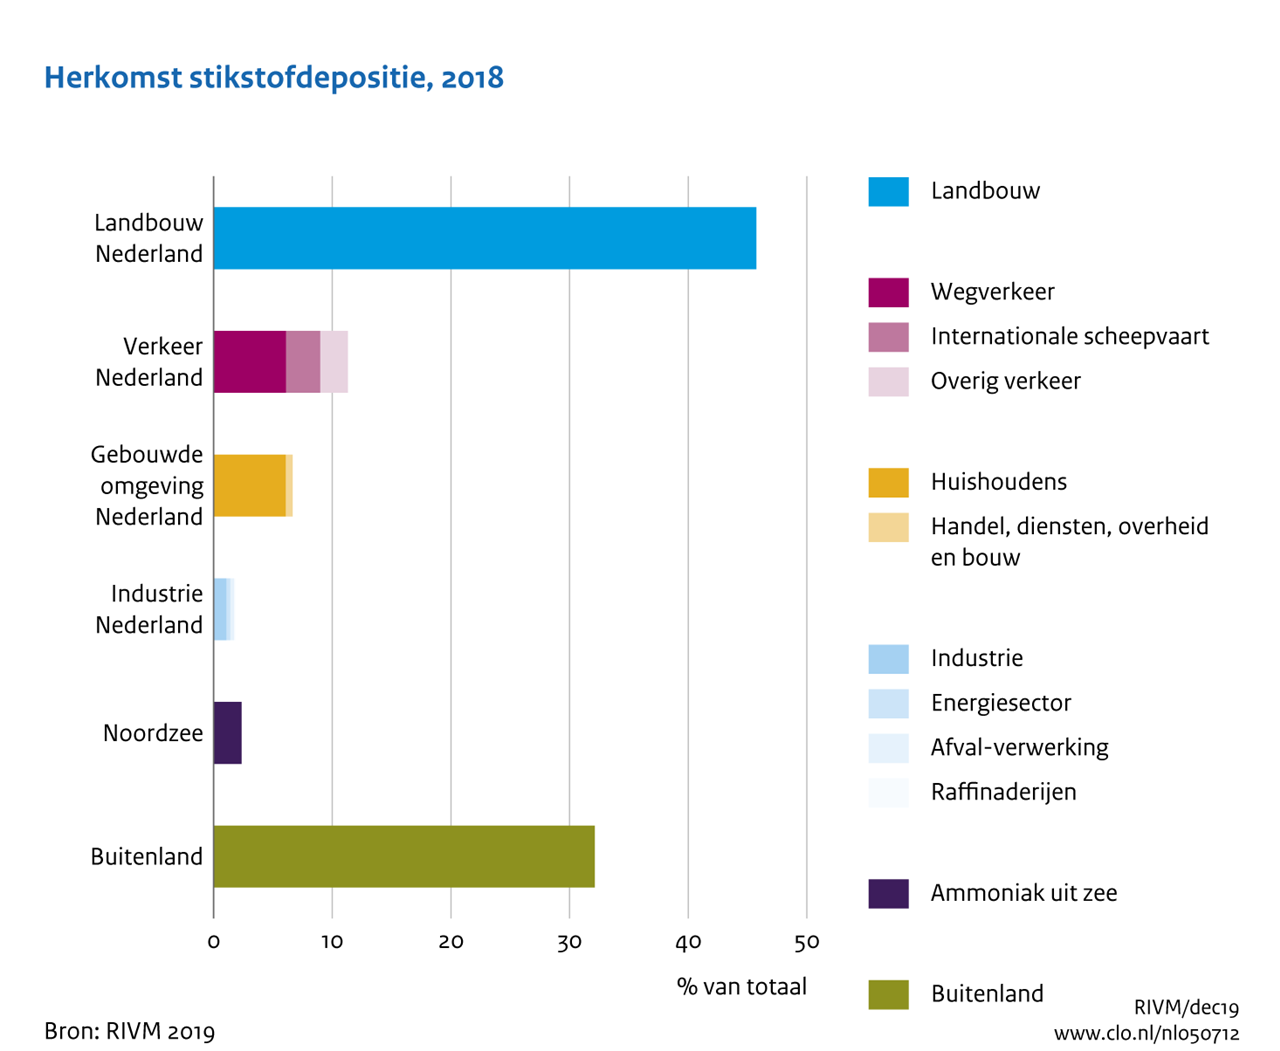 Herkomst stikstofdepositie, 2018
Landbouw
Nederland
Verkeer
Nederland
Gebouwde
omgeving
Nederland
Industrie
Nederland
Noordzee
Buitenland
0 10 20 30 40 50
% van totaal
Landbouw
Wegverkeer
Internationale scheepvaart
Overig verkeer
Huishoudens
Handel, diensten, overheid
en bouw
Industrie
Energiesector
Afval-verwerking
Raffinaderijen
Ammoniak uit zee
Buitenland
Bron: RIVM 2019
RIVM/dec19
www.clo.nl/nl050712